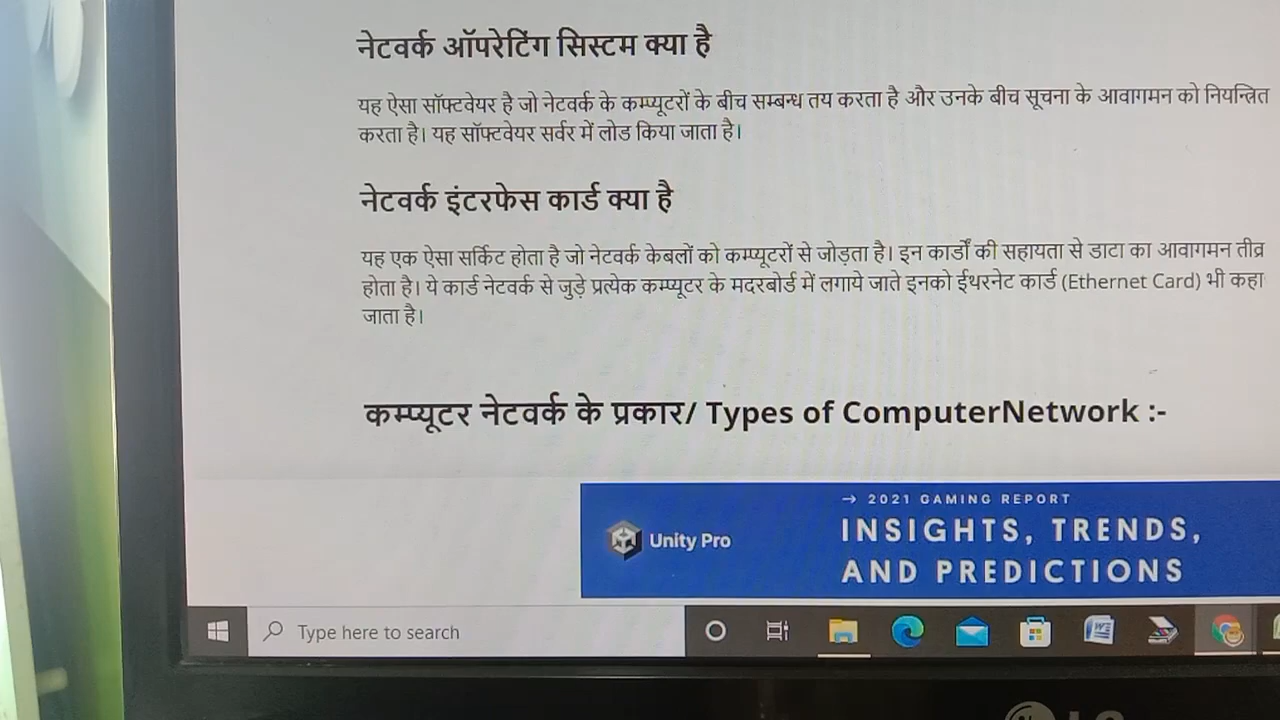 नेटवर्क ऑपरेटिंग सिस्टम क्या है
यह ऐसा सॉफ्टवेयर है जो नेटवर्क के कम्प्यूटरों के बीच सम्बन्ध तय करता है और उनके बीच सूचना के आवागमन को नियन्त्रित
करता है। यह सॉफ्टवेयर सर्वर में लोड किया जाता है।
नेटवर्क इंटरफेस कार्ड क्या है
यह एक ऐसा सर्किट होता है जो नेटवर्क केबलों को कम्प्यूटरों से जोड़ता है। इन कार्डों की सहायता से डाटा का आवागमन तीव्र
होता है। ये कार्ड नेटवर्क से जुड़े प्रत्येक कम्प्यूटर के मदरबोर्ड में लगाये जाते इनको ईथरनेट कार्ड (Ethernet Card) भी कहा
जाता है।
कम्प्यूटर नेटवर्क के प्रकार/ Types of ComputerNetwork :-
→ 2021 GAMING REPORT
Unity Pro
INSIGHTS, TRENDS,
AND PREDICTIONS
Type here to search